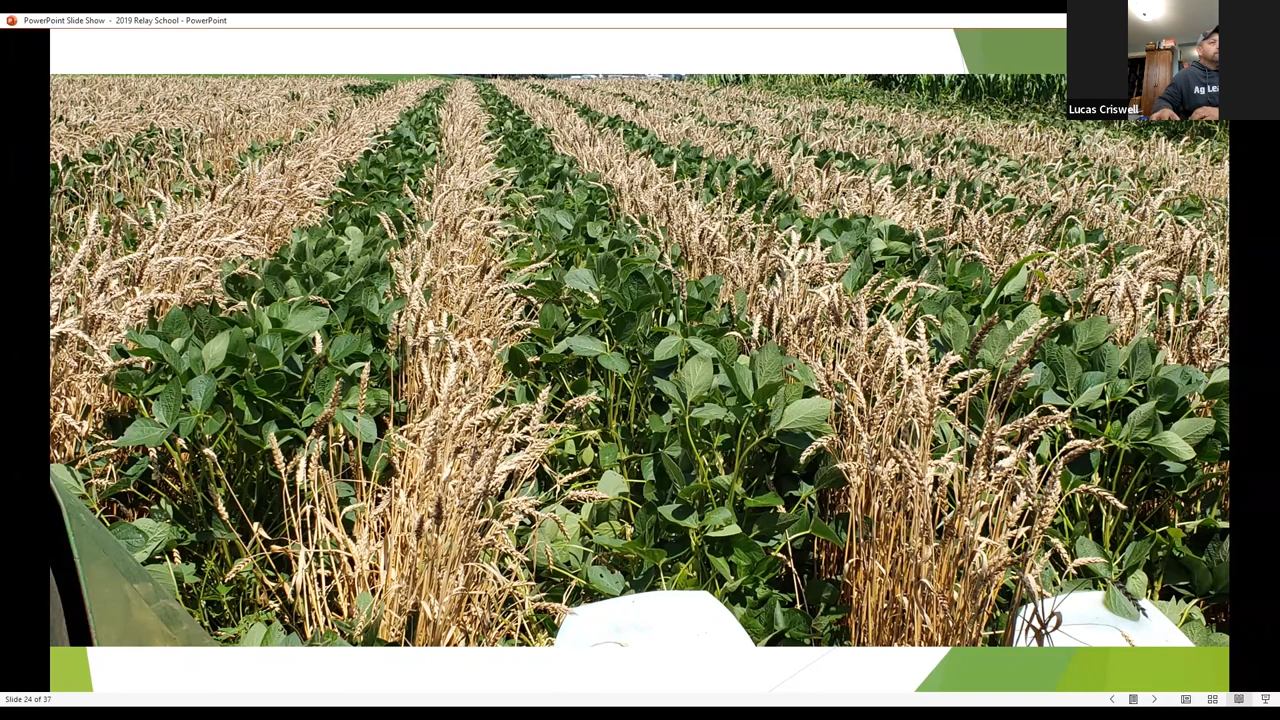 PowerPoint Slide Show - 2019 Relay School - PowerPoint
Ag Lea
Lucas Criswell
Slide 24 of 37